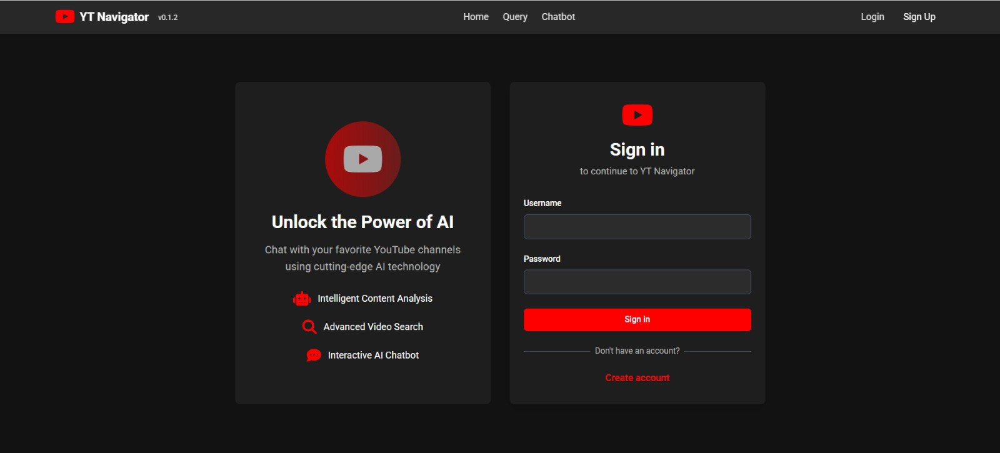 YT Navigator v0.1.2 Home Query Chatbot Login Sign Up
Unlock the Power of AI
Chat with your favorite YouTube channels
using cutting-edge AI technology
Intelligent Content Analysis
Advanced Video Search
Interactive AI Chatbot
Sign in
to continue to YT Navigator
Username
Password
Sign in
Don't have an account?
Create account